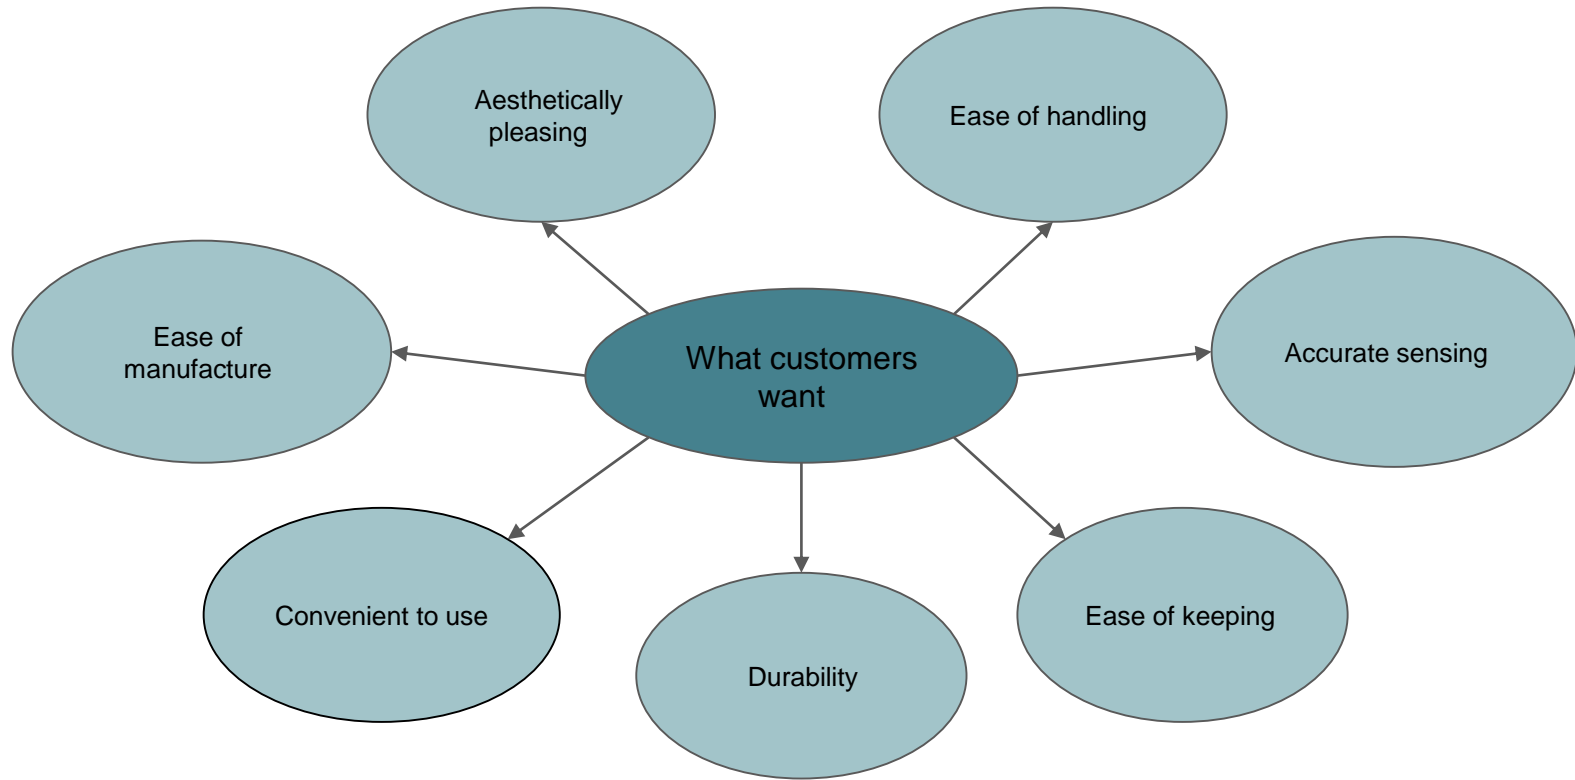 Aesthetically
pleasing
Ease of handling
Ease of
manufacture
What customers
want
Accurate sensing
Convenient to use
Durability
Ease of keeping